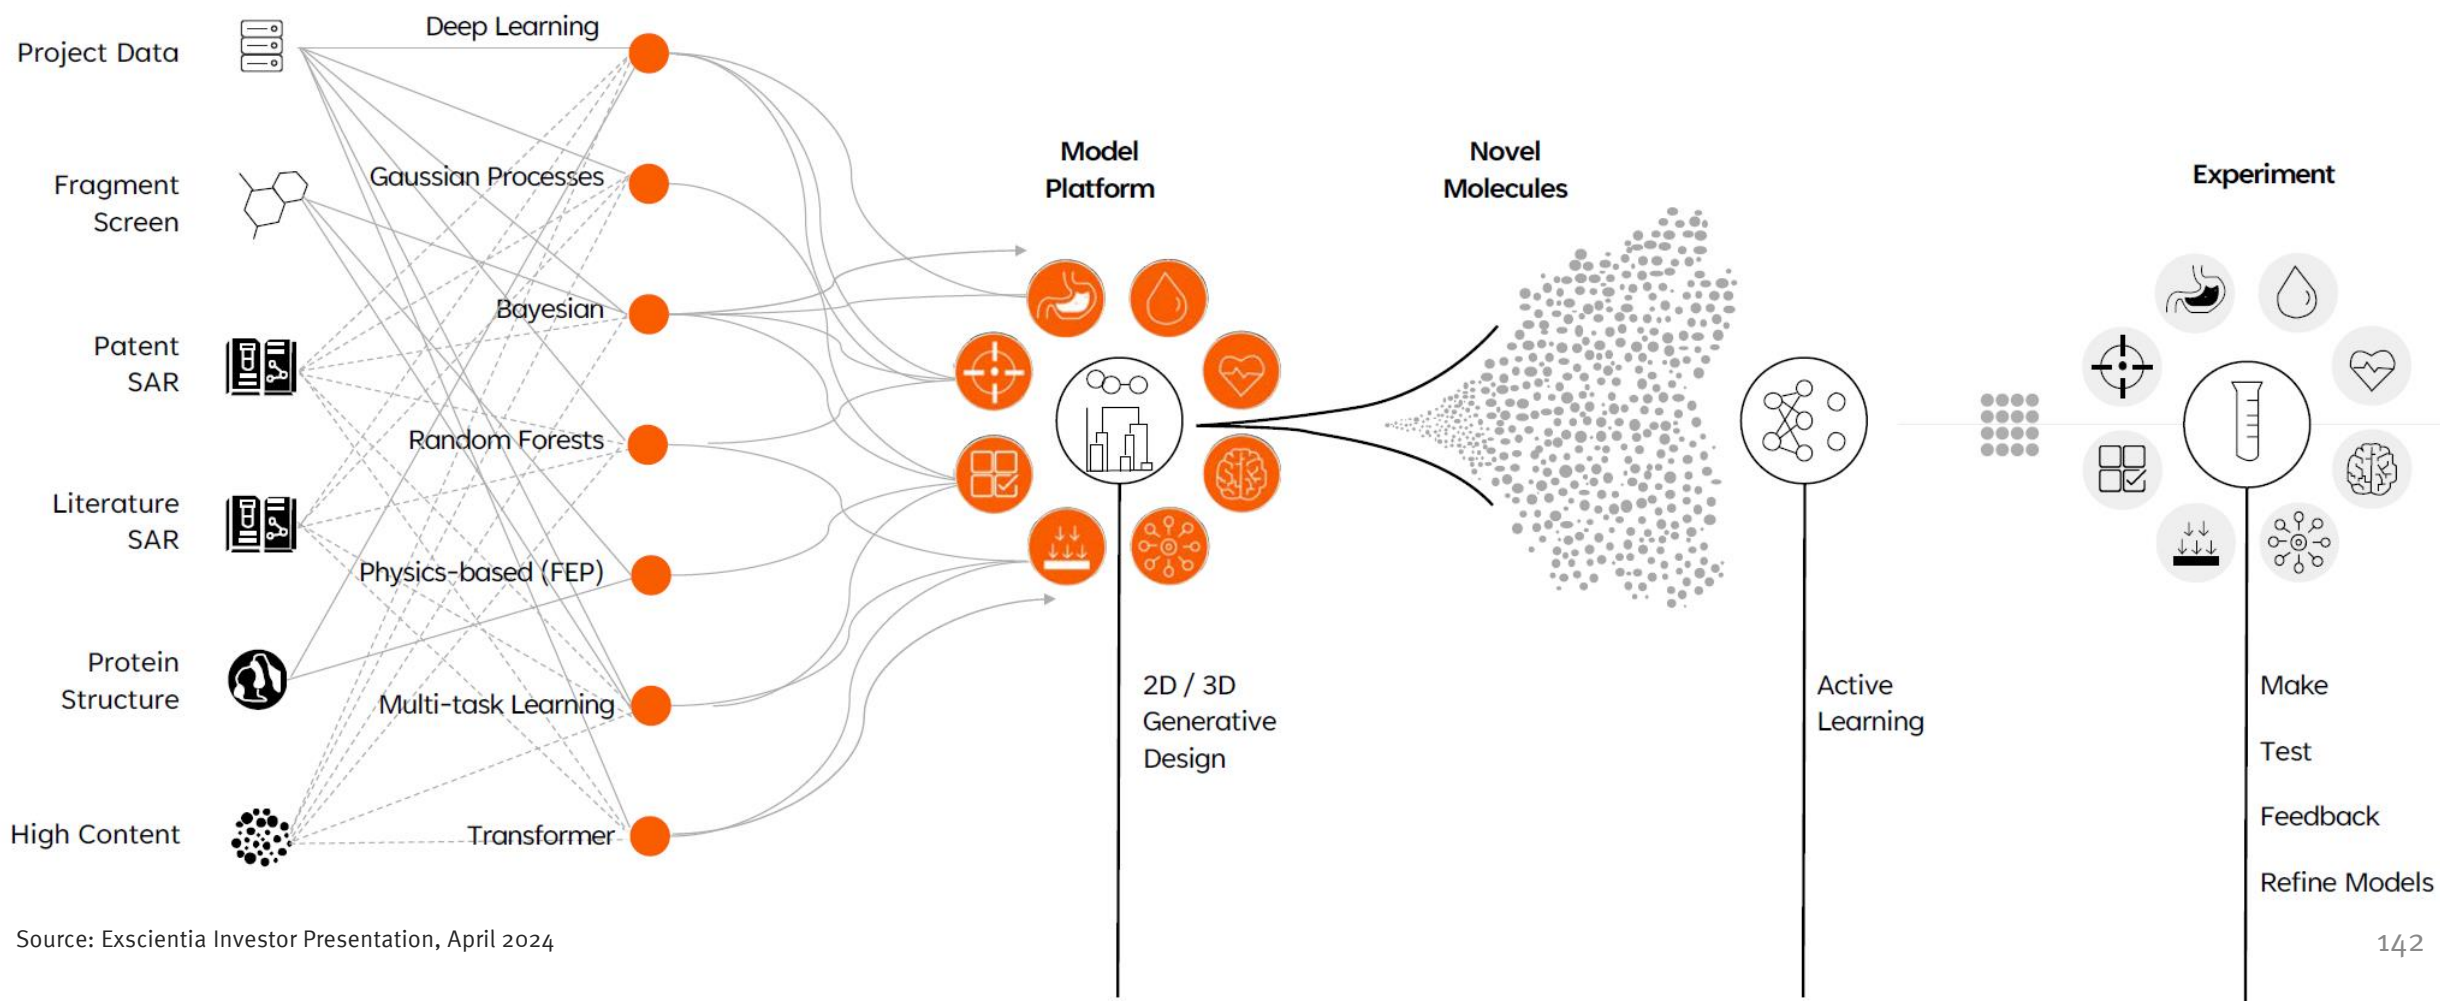 Project Data
Fragment
Screen
Patent
SAR
Literature
SAR
Protein
Structure
High Content
Deep Learning
Gaussian Processes
Bayesian
Random Forests
Physics-based (FEP)
Multi-task Learning
Transformer
Model
Platform
2D / 3D
Generative
Design
Novel
Molecules
Active
Learning
Experiment
Make
Test
Feedback
Refine Models
Source: Exscientia Investor Presentation, April 2024
142